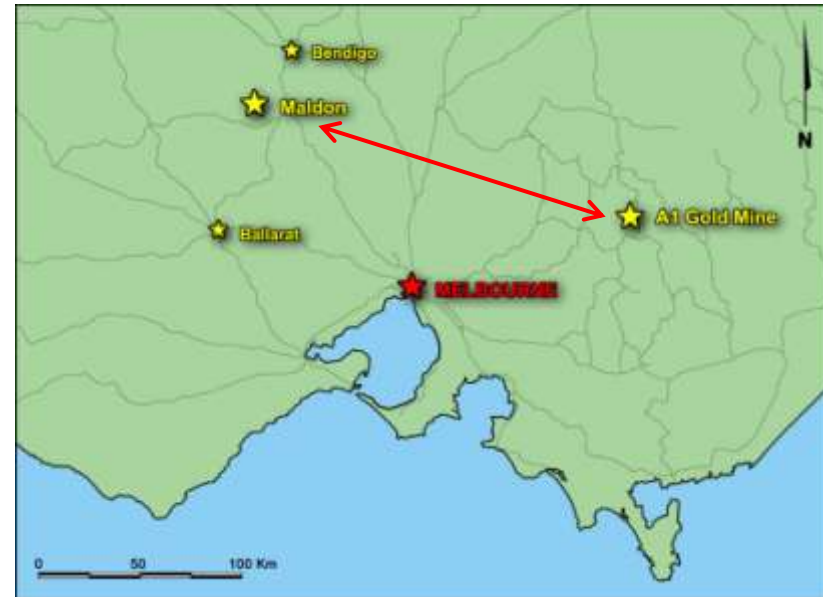 Bendigo
Maldon
N
A1 Gold Mine
Ballarat
MELBOURNE
0 50 100 Km